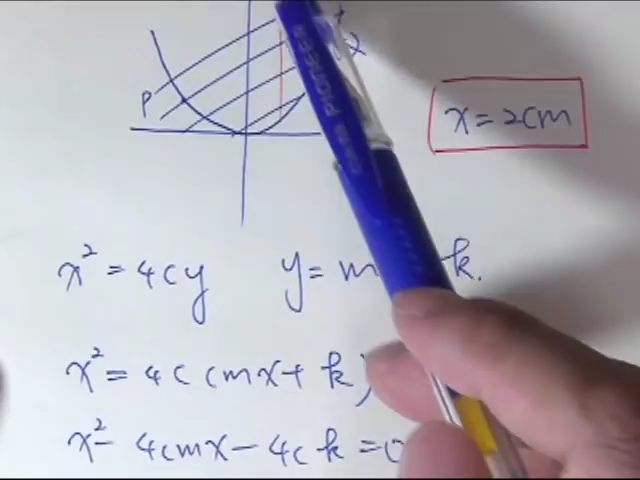 P
x = 2cm
x² = 4cy
y = m k.
x² = 4c(mx + k)
x² - 4cmx - 4ck = 0